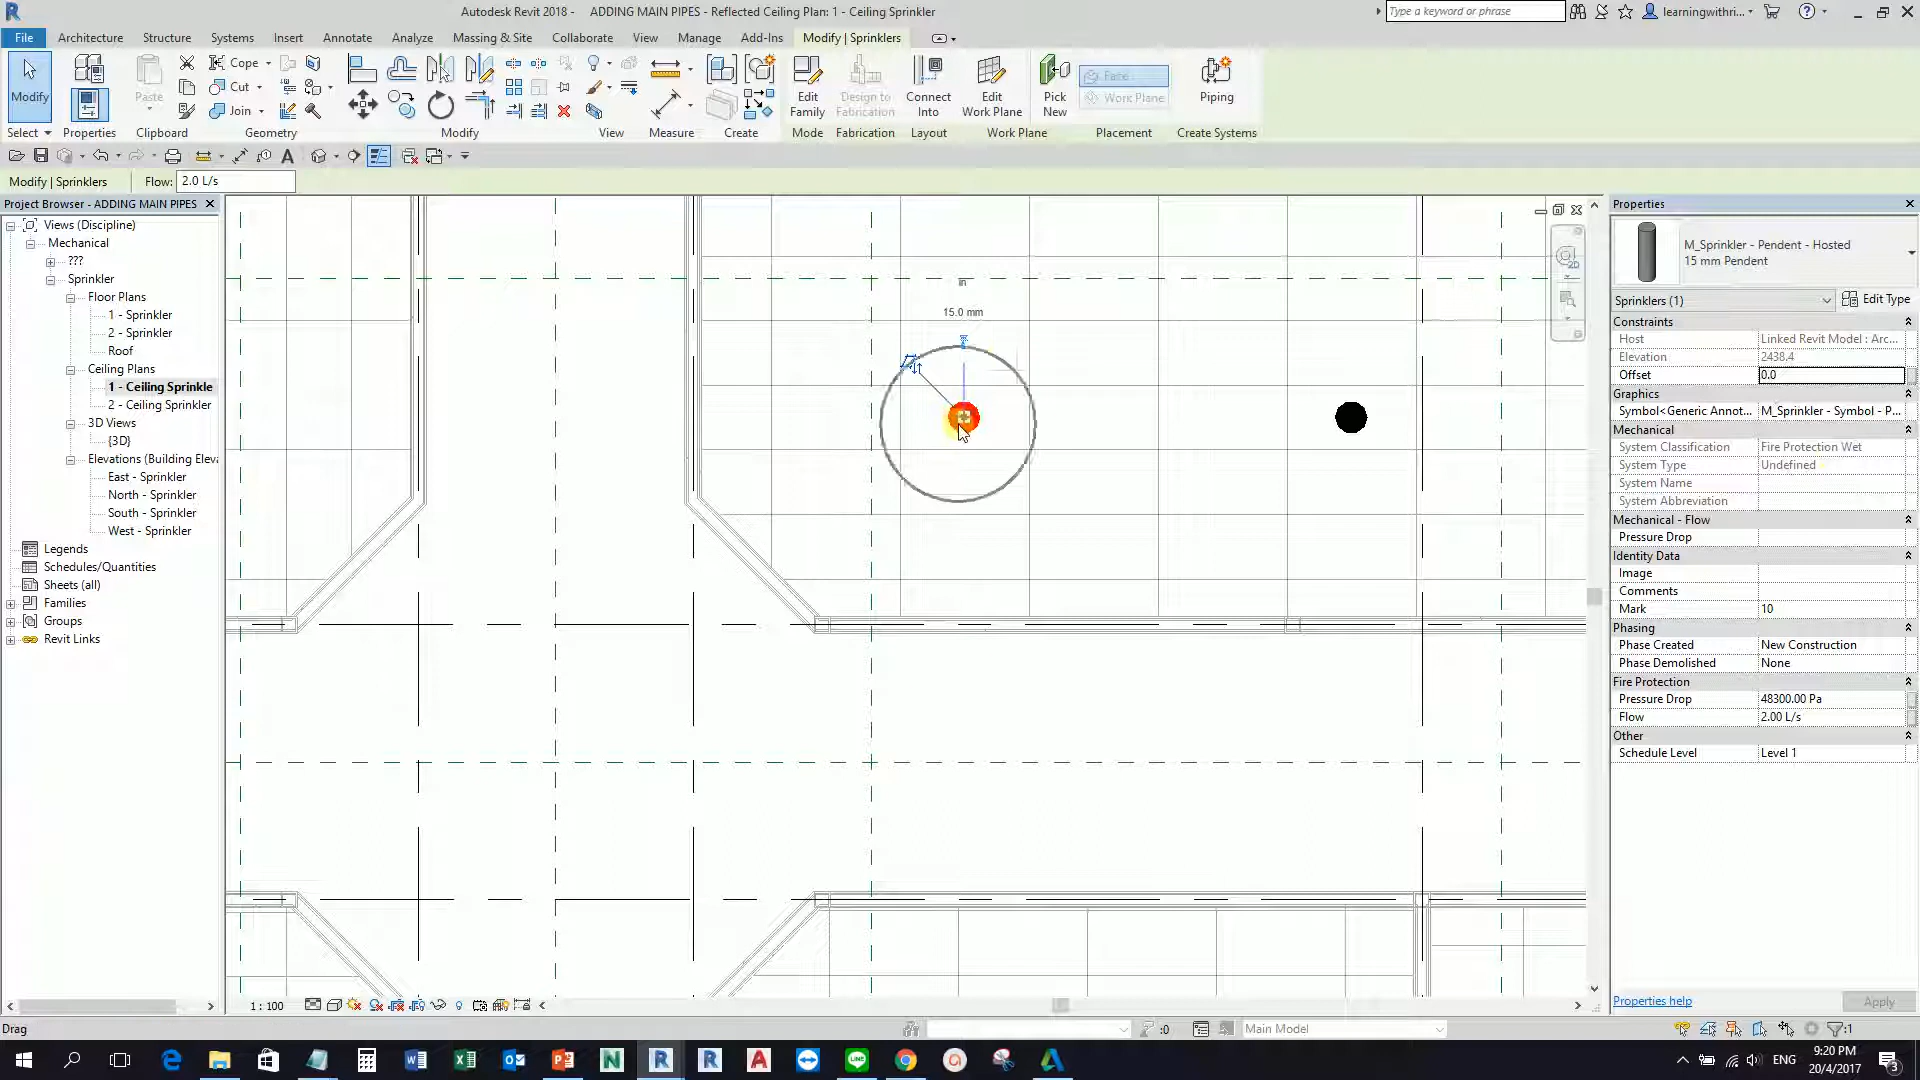 Autodesk Revit 2018 - ADDING MAIN PIPES - Reflected Ceiling Plan: 1 - Ceiling Sprinkler
Type a keyword or phrase
learningwithri...
File Architecture Structure Systems Insert Annotate Analyze Massing & Site Collaborate View Manage Add-Ins Modify | Sprinklers
Modify
Paste
Cope
Cut
Join
Edit Family
Design to Fabrication
Connect Into
Edit Work Plane
Pick New
Face
Work Plane
Piping
Select Properties Clipboard Geometry Modify View Measure Create Mode Fabrication Layout Work Plane Placement Create Systems
Modify | Sprinklers Flow: 2.0 L/s
Project Browser - ADDING MAIN PIPES
Views (Discipline)
Mechanical
???
Sprinkler
Floor Plans
1 - Sprinkler
2 - Sprinkler
Roof
Ceiling Plans
1 - Ceiling Sprinkle
2 - Ceiling Sprinkler
3D Views
{3D}
Elevations (Building Eleva
East - Sprinkler
North - Sprinkler
South - Sprinkler
West - Sprinkler
Legends
Schedules/Quantities
Sheets (all)
Families
Groups
Revit Links
In
15.0 mm
2D
Properties
M_Sprinkler - Pendent - Hosted
15 mm Pendent
Sprinklers (1) Edit Type
Constraints
Host Linked Revit Model : Arc...
Elevation 2438.4
Offset 0.0
Graphics
Symbol<Generic Annot... M_Sprinkler - Symbol - P...
Mechanical
System Classification Fire Protection Wet
System Type Undefined
System Name
System Abbreviation
Mechanical - Flow
Pressure Drop
Identity Data
Image
Comments
Mark 10
Phasing
Phase Created New Construction
Phase Demolished None
Fire Protection
Pressure Drop 48300.00 Pa
Flow 2.00 L/s
Other
Schedule Level Level 1
Properties help Apply
1 : 100
Drag :0 Main Model :1
ENG
9:20 PM
20/4/2017
3